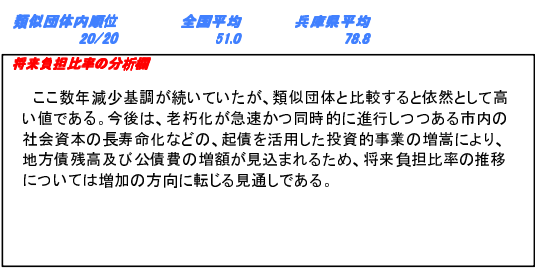 類似団体内順位 全国平均 兵庫県平均
20/20 51.0 78.8
将来負担比率の分析欄
ここ数年減少基調が続いていたが、類似団体と比較すると依然として高
い値である。今後は、老朽化が急速かつ同時的に進行しつつある市内の
社会資本の長寿命化などの、起債を活用した投資的事業の増嵩により、
地方債残高及び公債費の増額が見込まれるため、将来負担比率の推移
については増加の方向に転じる見通しである。